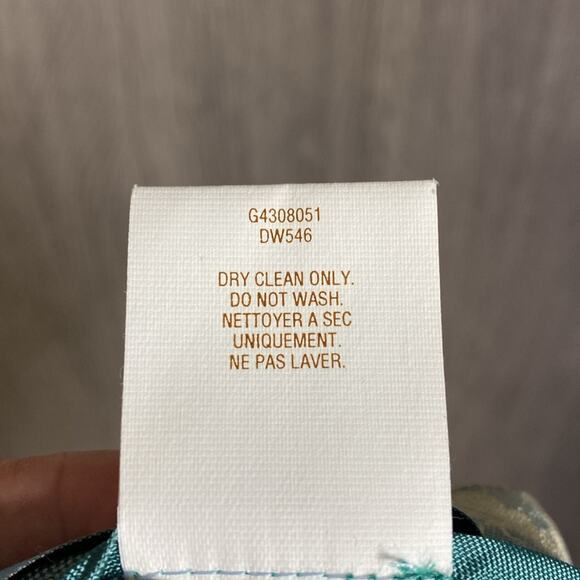 G4308051
DW546
DRY CLEAN ONLY.
DO NOT WASH.
NETTOYER A SEC
UNIQUEMENT.
NE PAS LAVER.